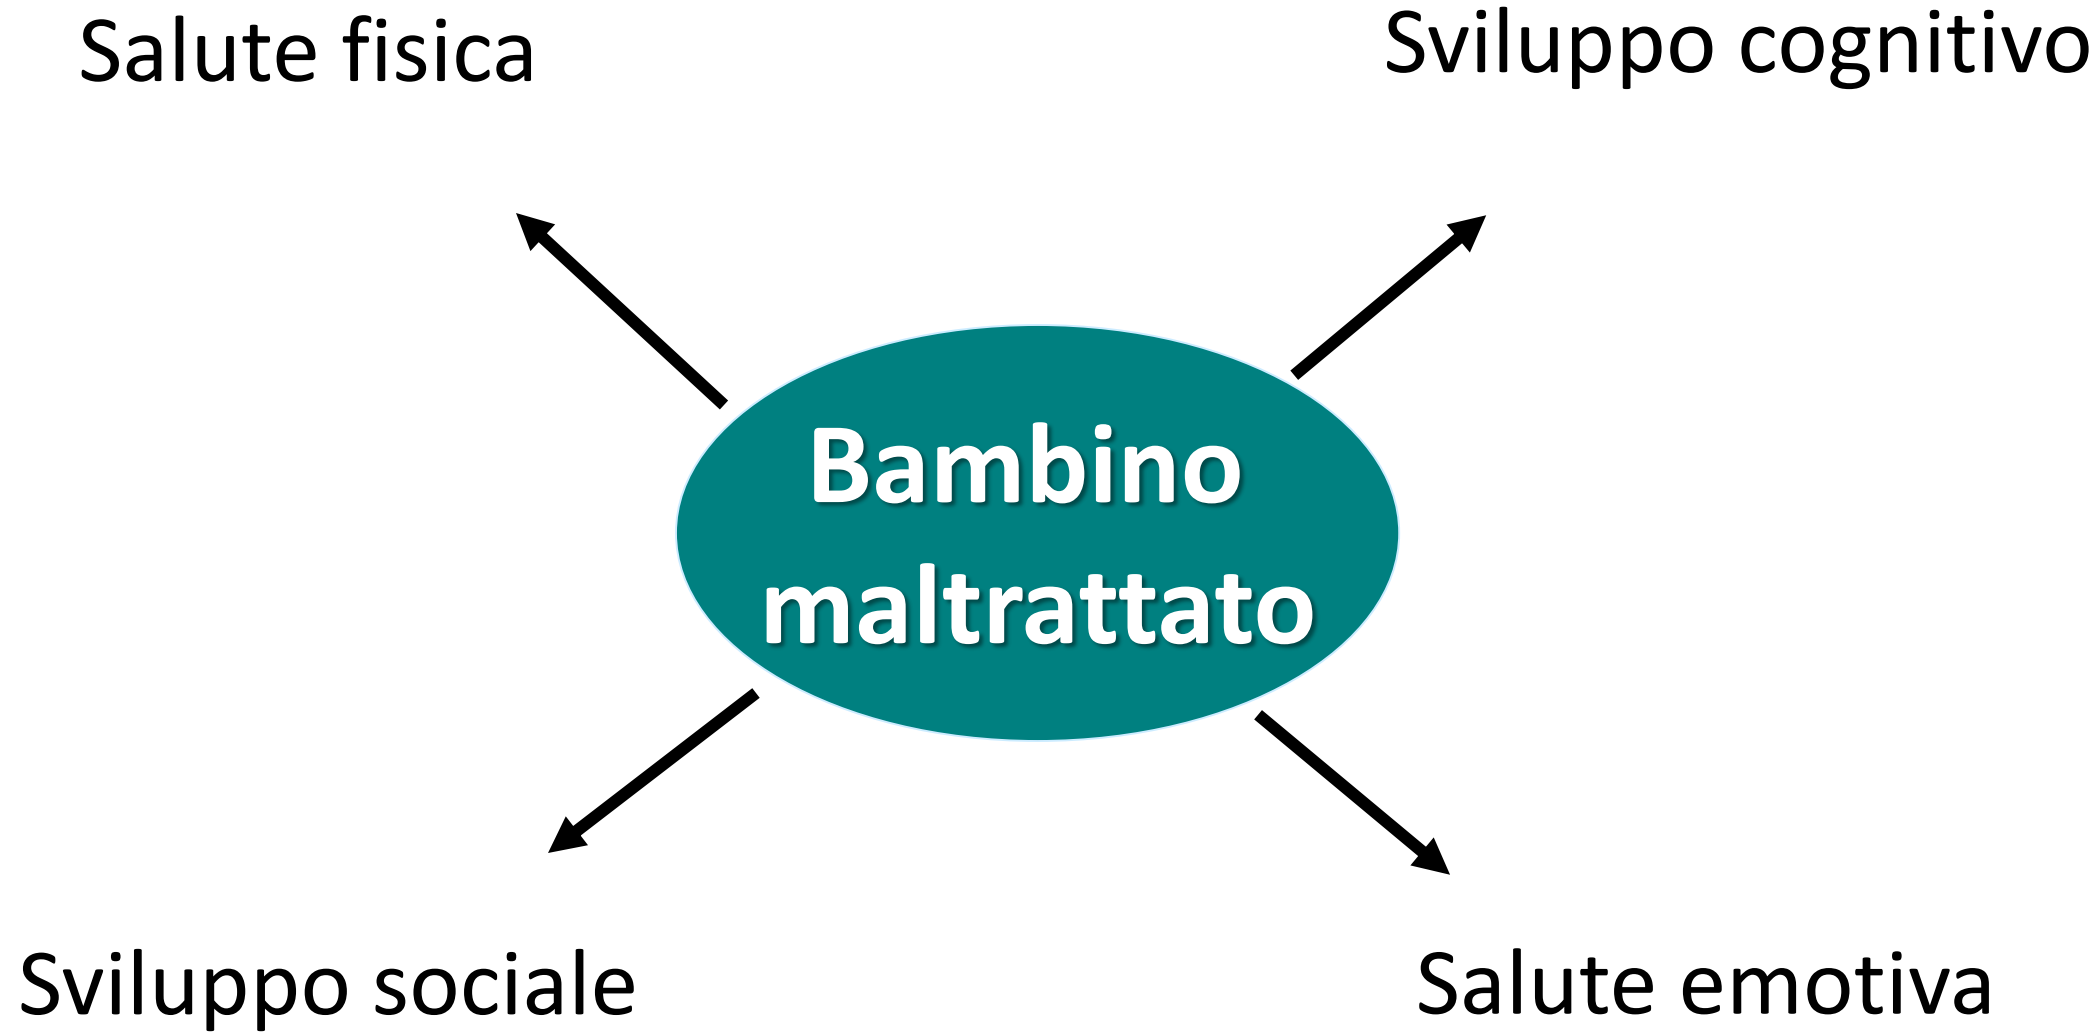 Salute fisica
Sviluppo cognitivo
Bambino
maltrattato
Sviluppo sociale
Salute emotiva